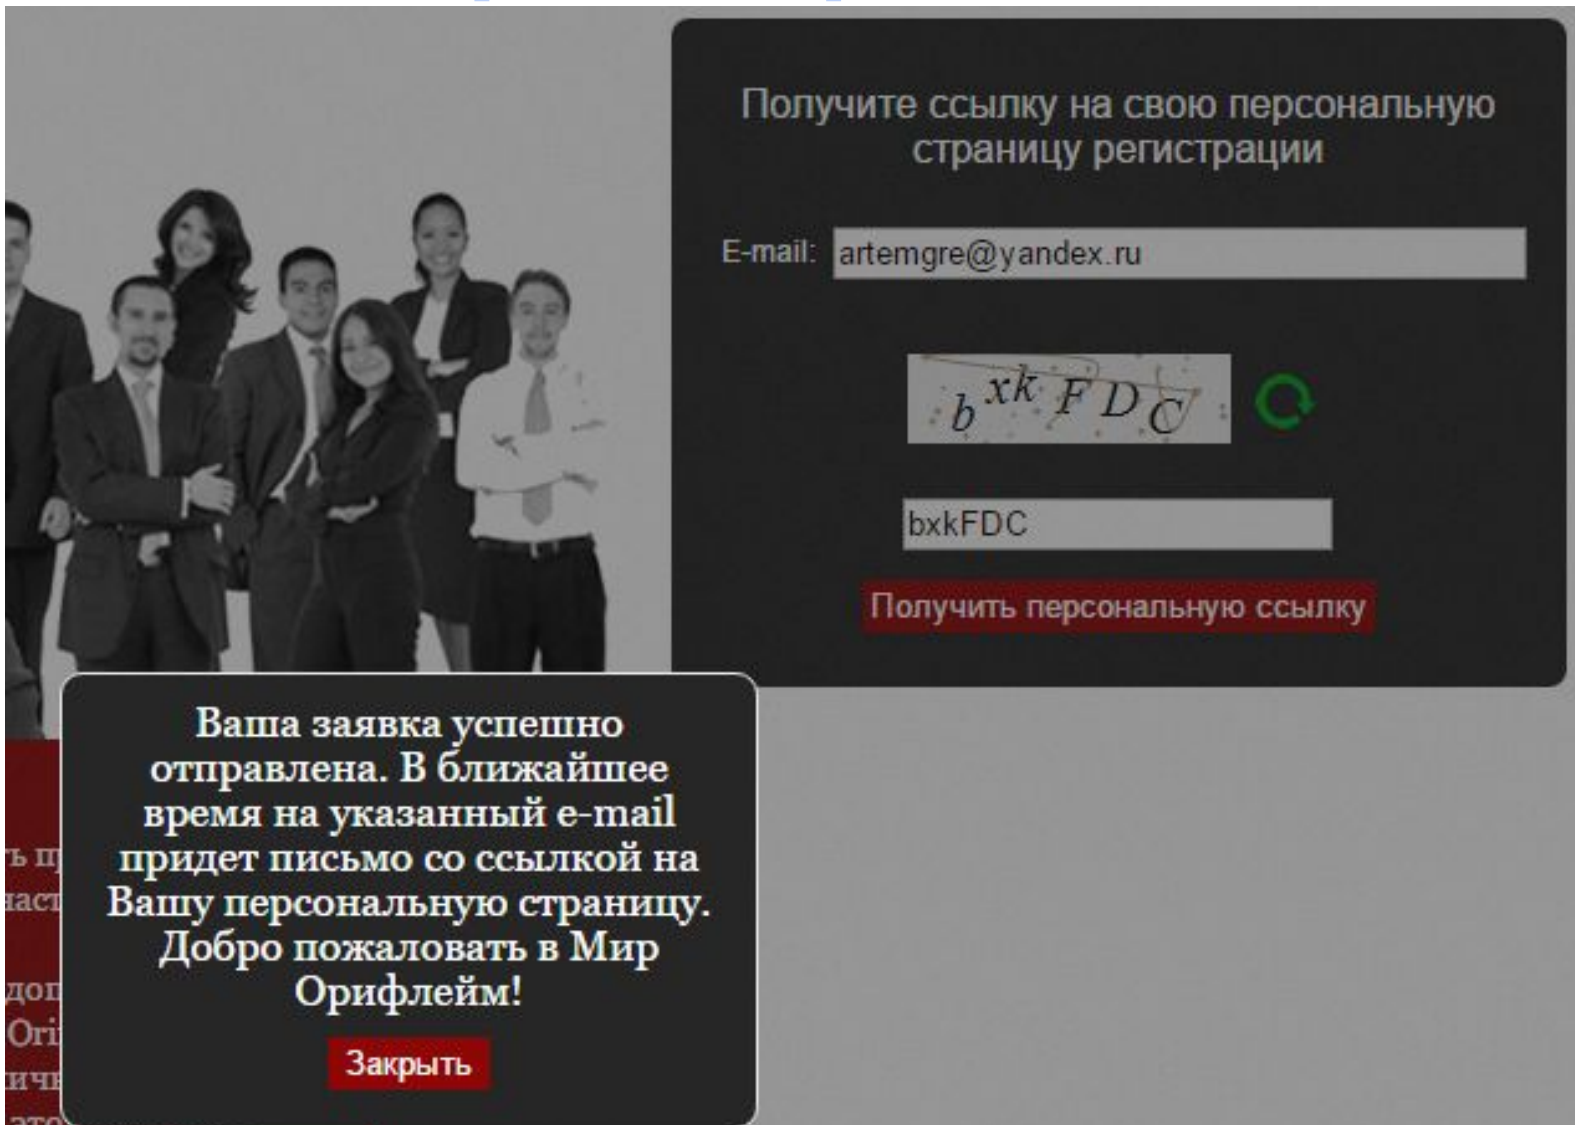 Получите ссылку на свою персональную
страницу регистрации
E-mail: artemgre@yandex.ru
bxkFDC
bxkFDC
Получить персональную ссылку
Ваша заявка успешно
отправлена. В ближайшее
время на указанный e-mail
придет письмо со ссылкой на
Вашу персональную страницу.
Добро пожаловать в Мир
Орифлейм!
Закрыть